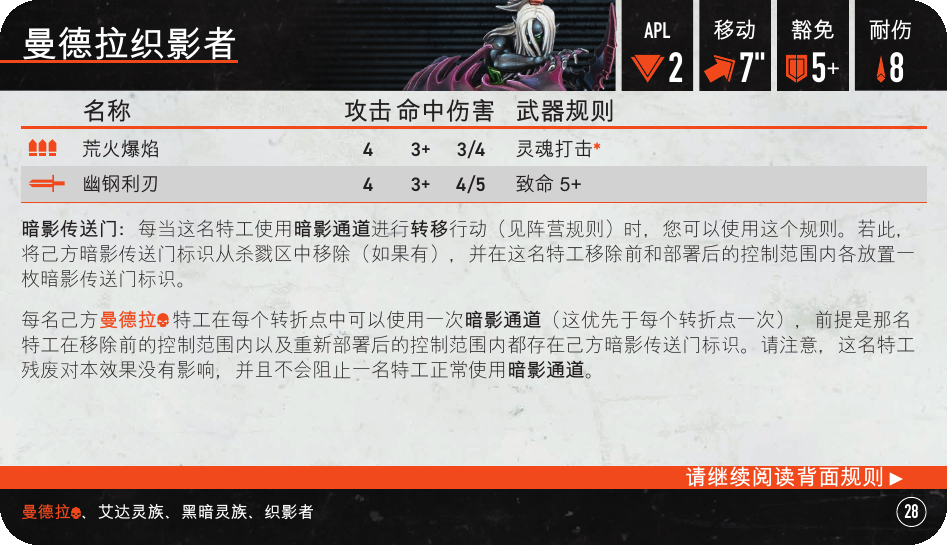 曼德拉织影者
APL 移动 豁免 耐伤
2 7" 5+ 8
名称 攻击 命中 伤害 武器规则
荒火爆焰 4 3+ 3/4 灵魂打击*
幽钢利刃 4 3+ 4/5 致命 5+
暗影传送门：每当这名特工使用暗影通道进行转移行动（见阵营规则）时，您可以使用这个规则。若此，
将己方暗影传送门标识从杀戮区中移除（如果有），并在这名特工移除前和部署后的控制范围内各放置一
枚暗影传送门标识。
每名己方曼德拉特工在每个转折点中可以使用一次暗影通道（这优先于每个转折点一次），前提是那名
特工在移除前的控制范围内以及重新部署后的控制范围内都存在己方暗影传送门标识。请注意，这名特工
残废对本效果没有影响，并且不会阻止一名特工正常使用暗影通道。
请继续阅读背面规则 ▶
曼德拉、艾达灵族、黑暗灵族、织影者
28